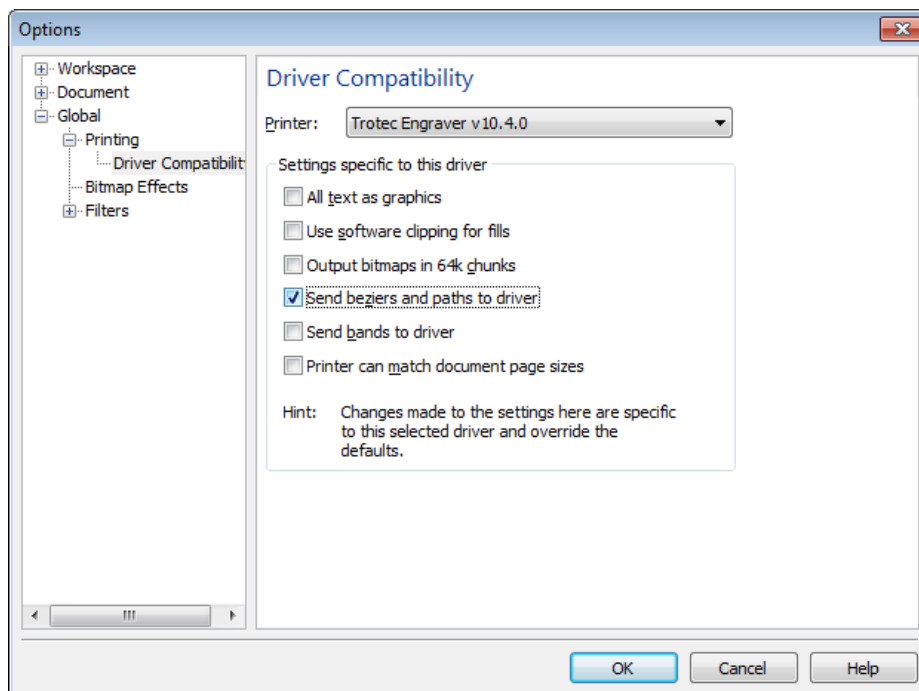 Options
Workspace
Document
Global
Printing
Driver Compatibilit
Bitmap Effects
Filters
Driver Compatibility
Printer: Trotec Engraver v10.4.0
Settings specific to this driver
All text as graphics
Use software clipping for fills
Output bitmaps in 64k chunks
Send beziers and paths to driver
Send bands to driver
Printer can match document page sizes
Hint: Changes made to the settings here are specific
to this selected driver and override the
defaults.
OK Cancel Help